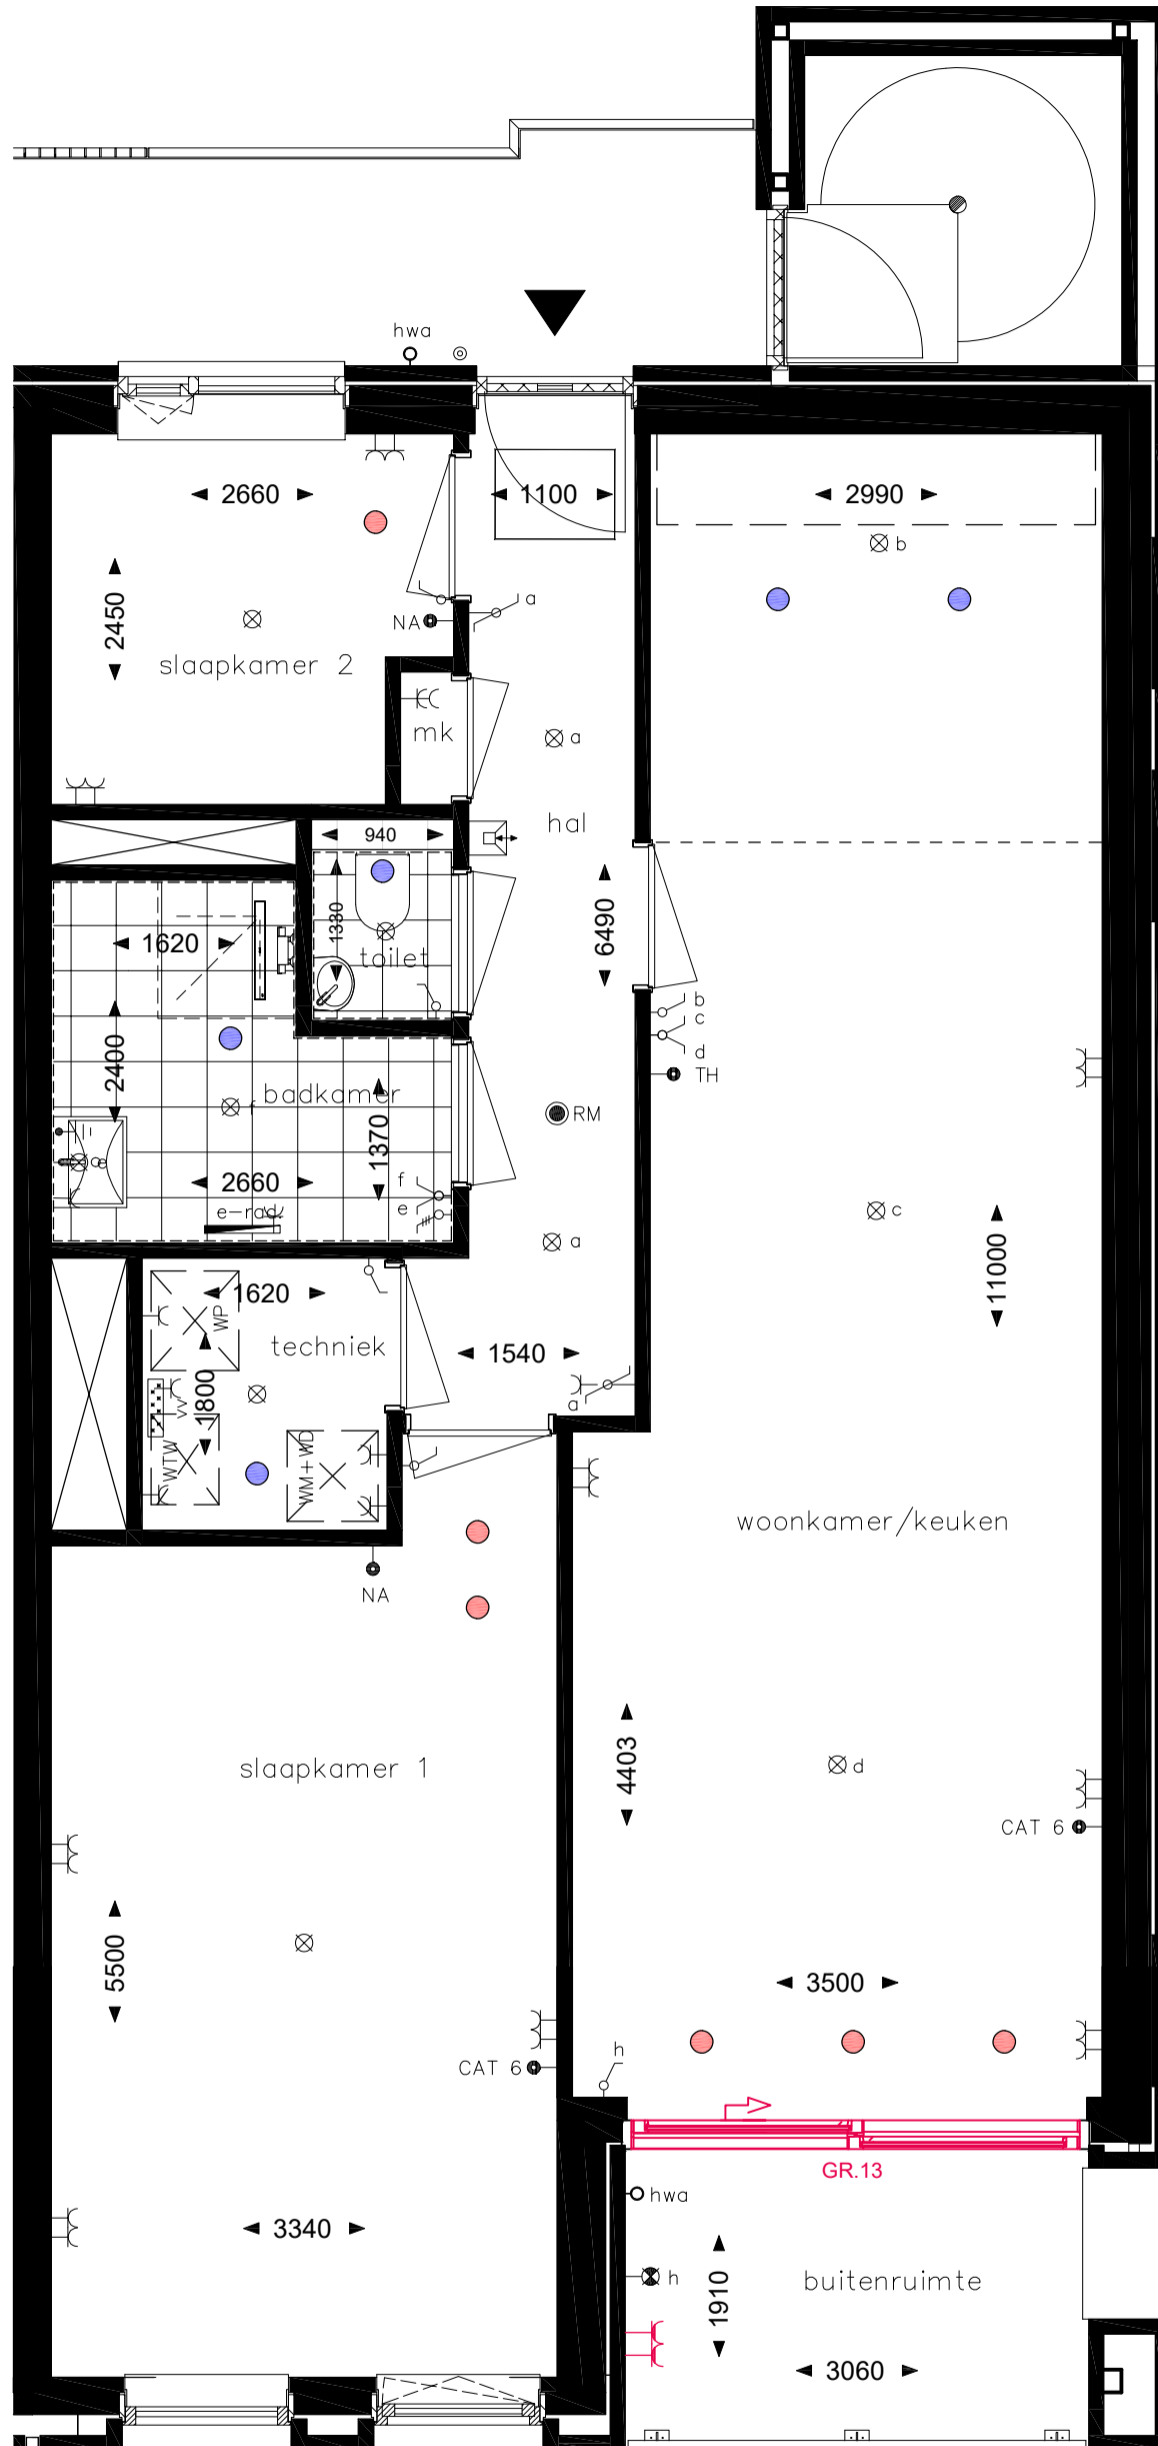 hwa
2660
1100
2990
b
2450
NA
a
slaapkamer 2
mk
a
hal
940
1330
toilet
6490
1620
b
c
d
TH
2400
badkamer
f
RM
1370
2660
e-rad.
f
e
a
c
11000
1620
WP
techniek
1540
1800
a
VV
WTW
WM+WD
woonkamer/keuken
NA
slaapkamer 1
4403
d
CAT 6
5500
3500
h
CAT 6
GR.13
hwa
3340
h
1910
buitenruimte
3060